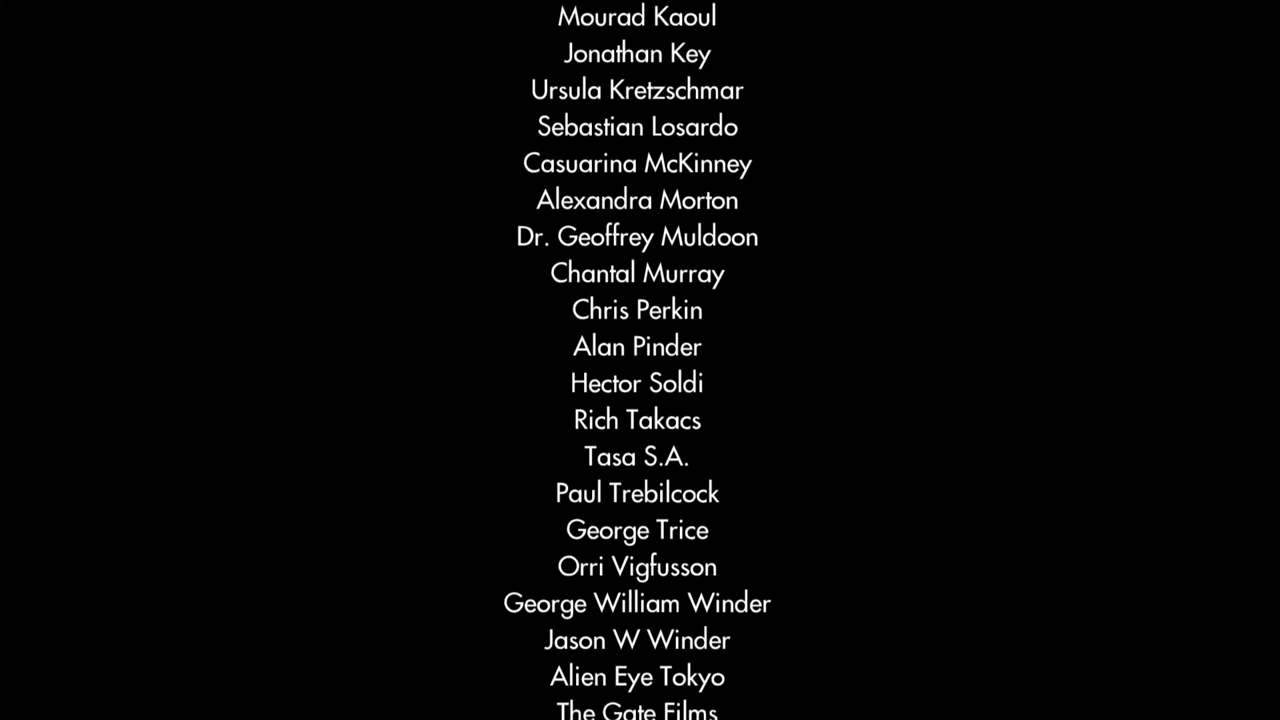 Mourad Kaoul
Jonathan Key
Ursula Kretzschmar
Sebastian Losardo
Casuarina McKinney
Alexandra Morton
Dr. Geoffrey Muldoon
Chantal Murray
Chris Perkin
Alan Pinder
Hector Soldi
Rich Takacs
Tasa S.A.
Paul Trebilcock
George Trice
Orri Vigfusson
George William Winder
Jason W Winder
Alien Eye Tokyo
The Gate Films